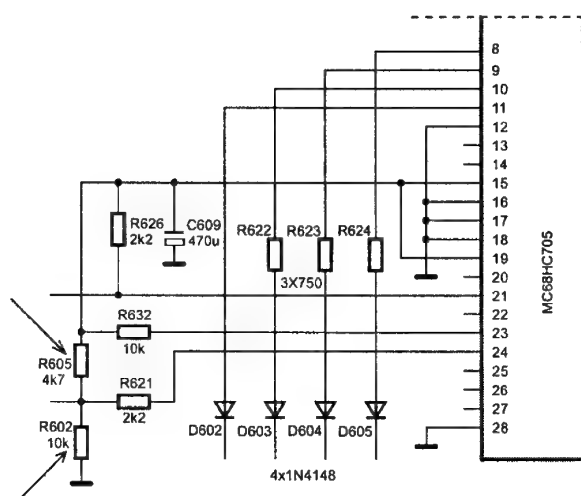 8
9
10
11
12
13
14
15
16
17
18
19
20
21
22
23
24
25
26
27
28
MC68HC705
R626
2k2
C609
470u
R622
R623
R624
3X750
R632
10k
R605
4k7
R621
2k2
R602
10k
D602
D603
D604
D605
4x1N4148